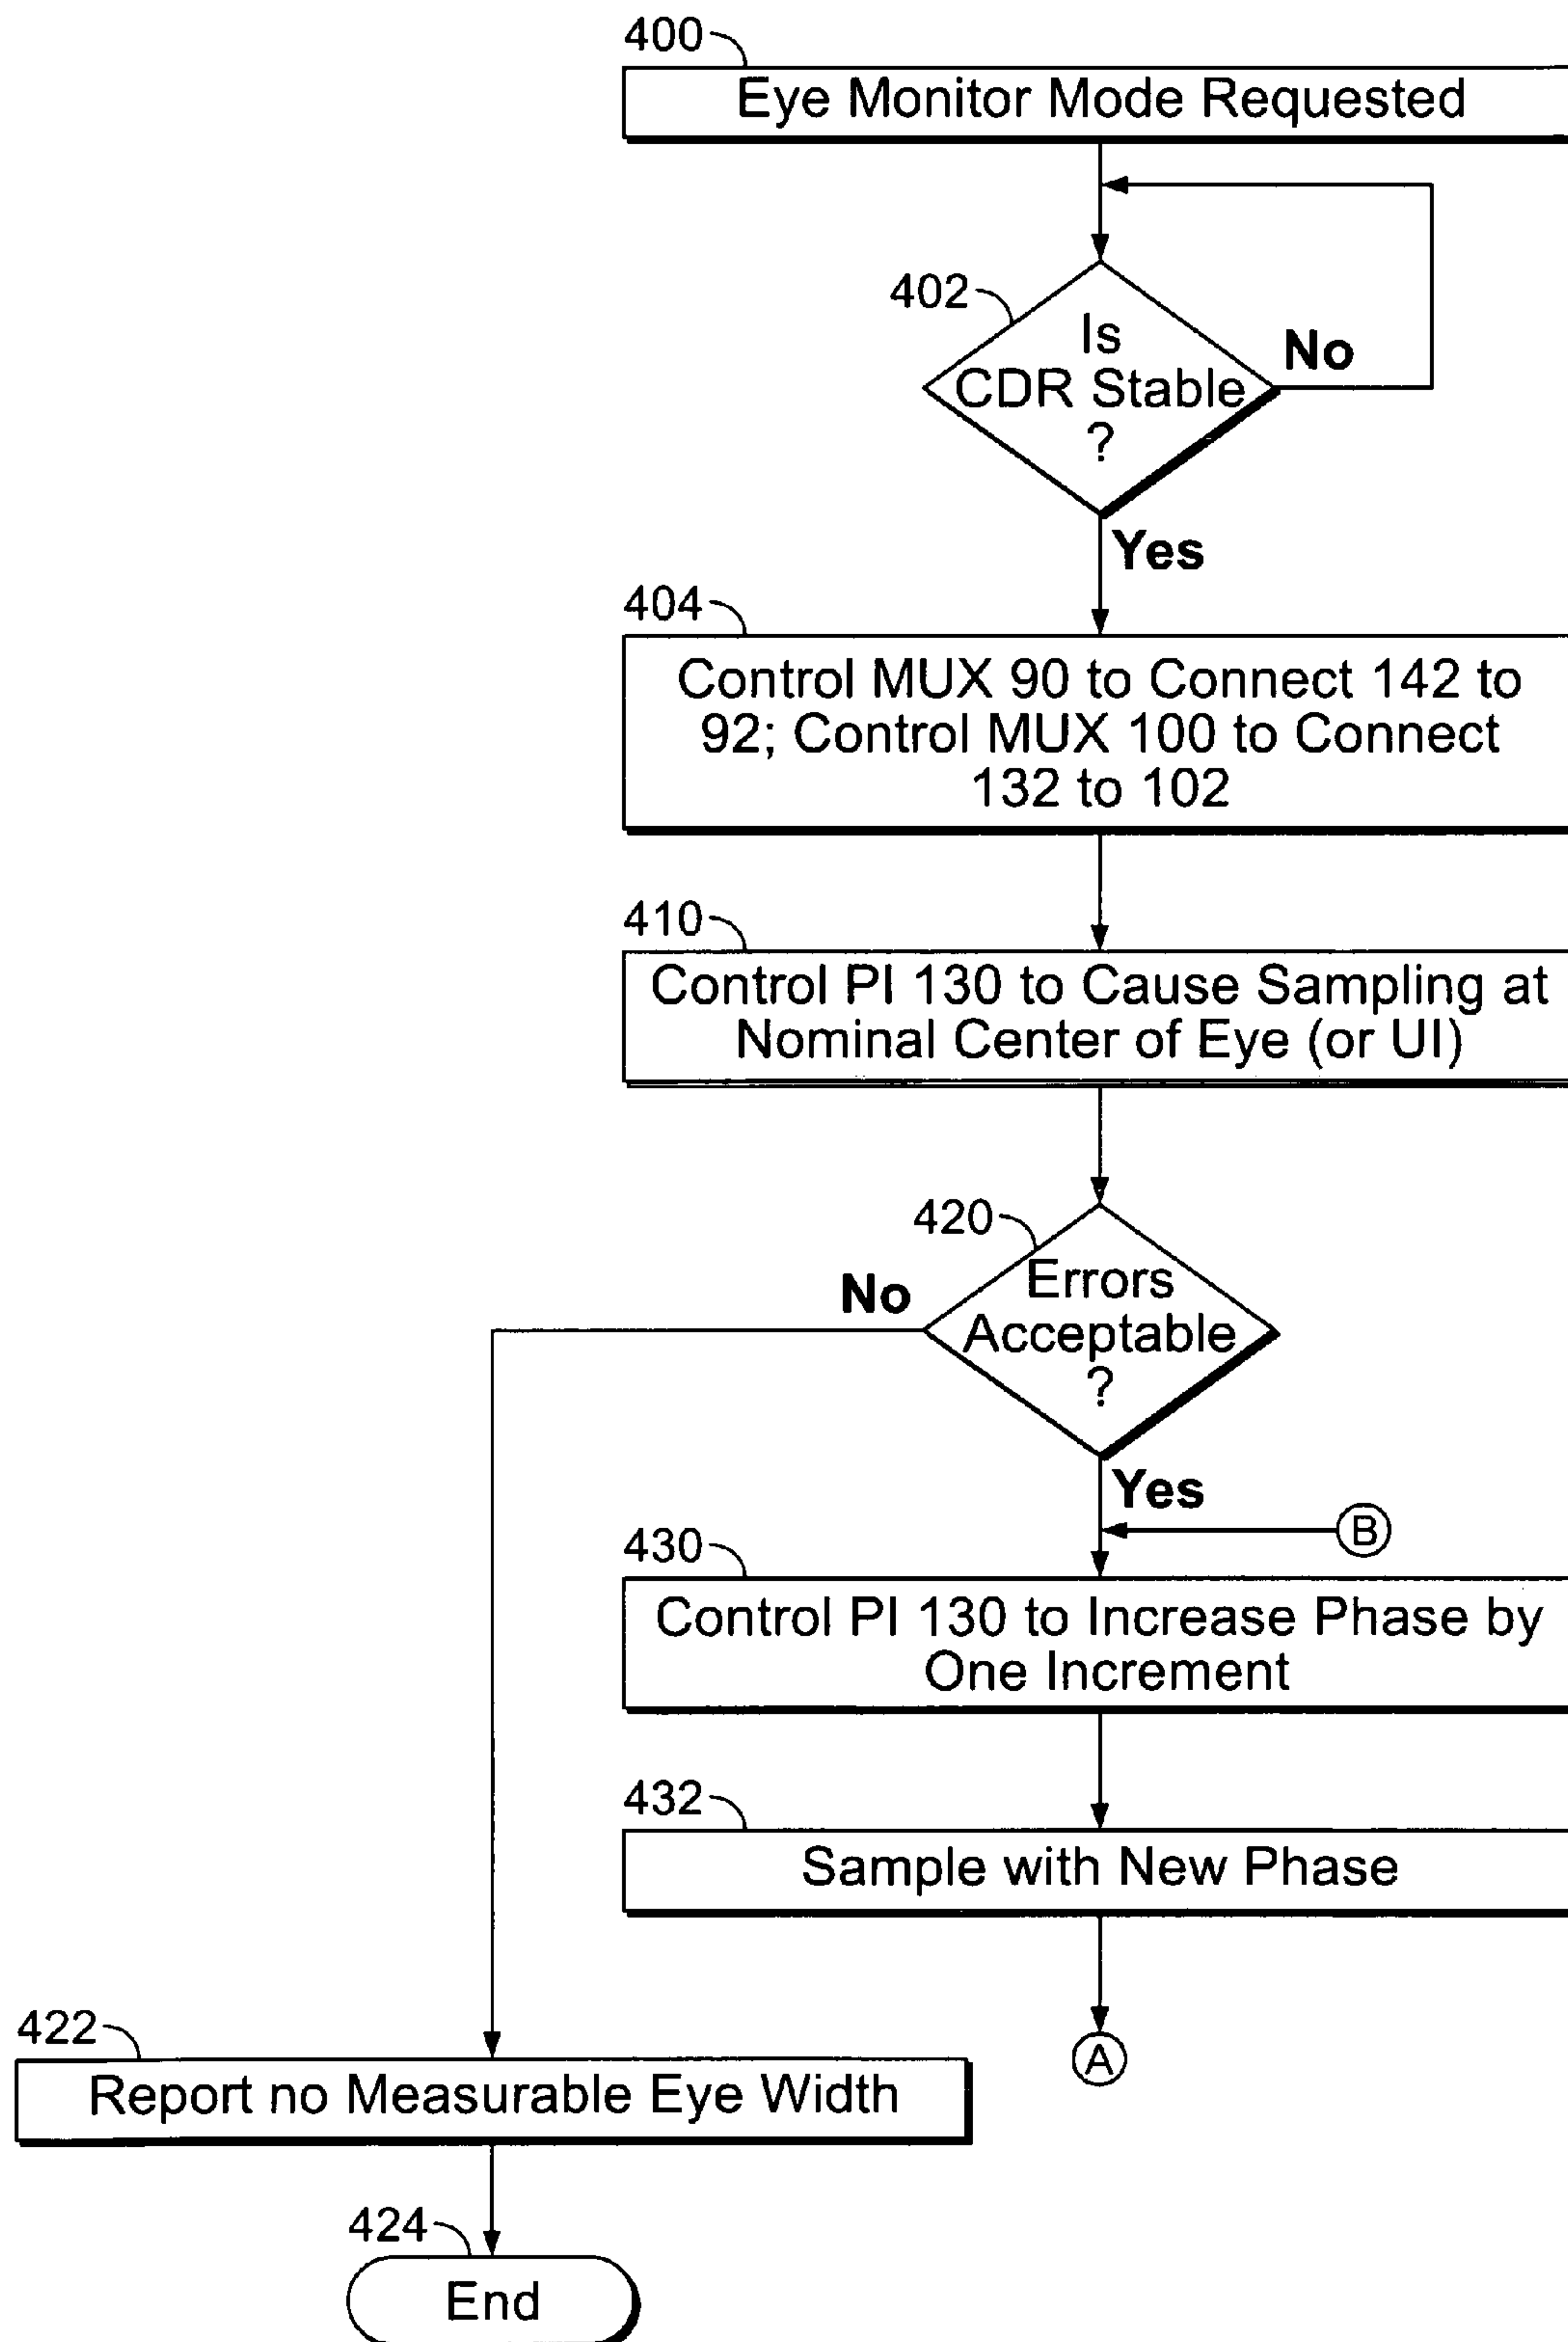 400
Eye Monitor Mode Requested
402
Is
CDR Stable
?
No
Yes
404
Control MUX 90 to Connect 142 to
92; Control MUX 100 to Connect
132 to 102
410
Control PI 130 to Cause Sampling at
Nominal Center of Eye (or UI)
420
No
Errors
Acceptable
?
Yes
B
430
Control PI 130 to Increase Phase by
One Increment
432
Sample with New Phase
A
422
Report no Measurable Eye Width
424
End